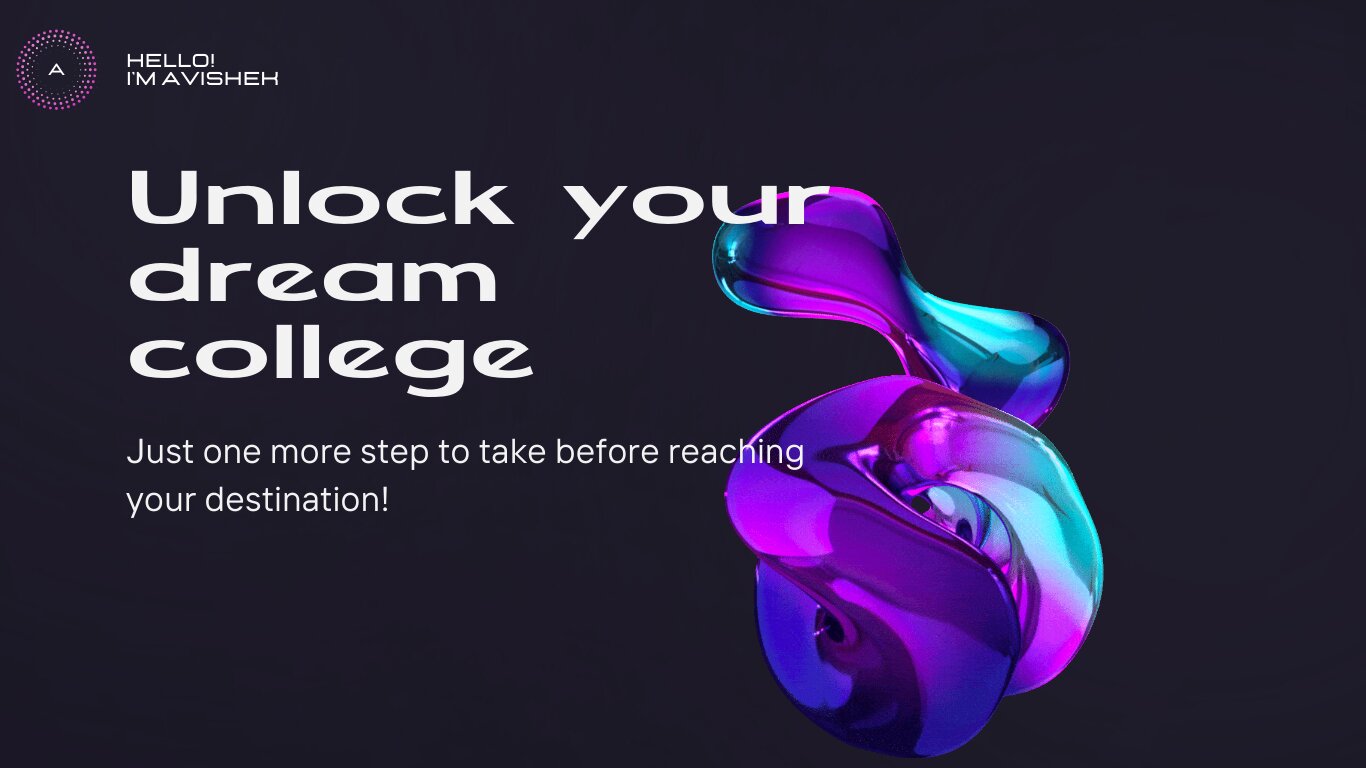 A
HELLO!
I'M AVISHEK
Unlock your
dream
college
Just one more step to take before reaching
your destination!